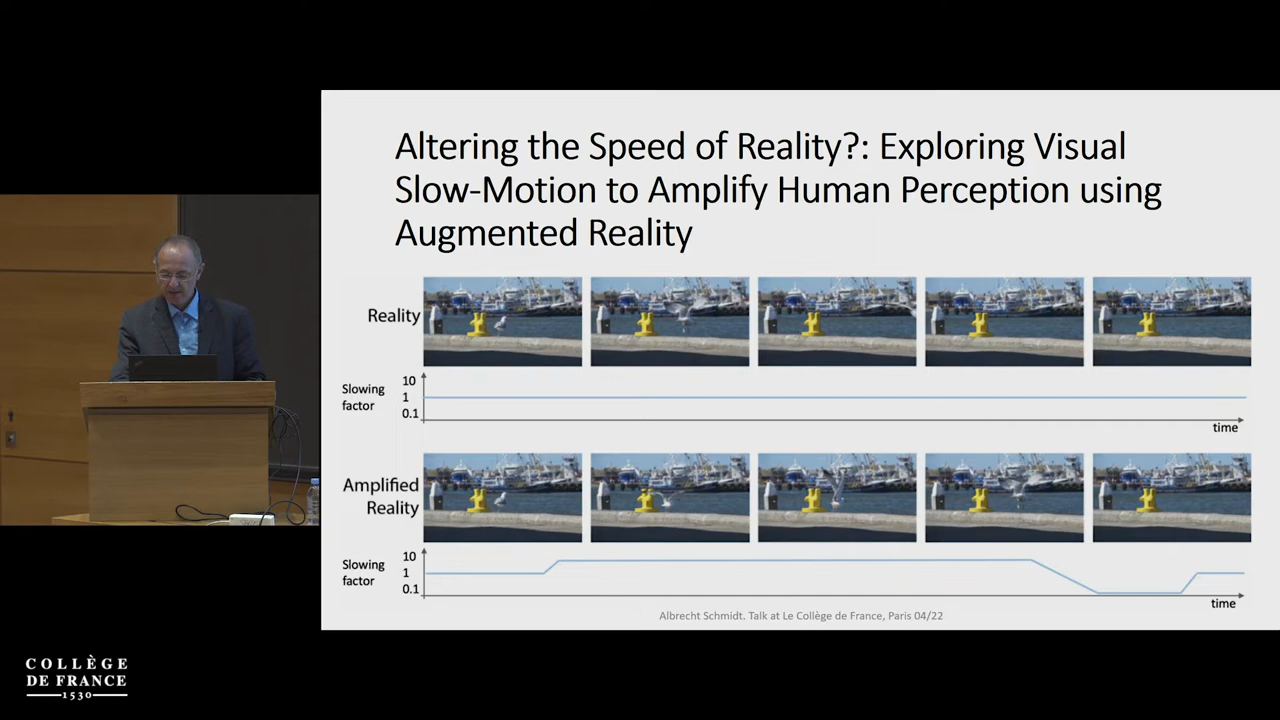 Altering the Speed of Reality?: Exploring Visual
Slow-Motion to Amplify Human Perception using
Augmented Reality
Reality
Slowing
factor
10
1
0.1
time
Amplified
Reality
Slowing
factor
10
1
0.1
time
Albrecht Schmidt. Talk at Le Collège de France, Paris 04/22
COLLÈGE
DE FRANCE
1530